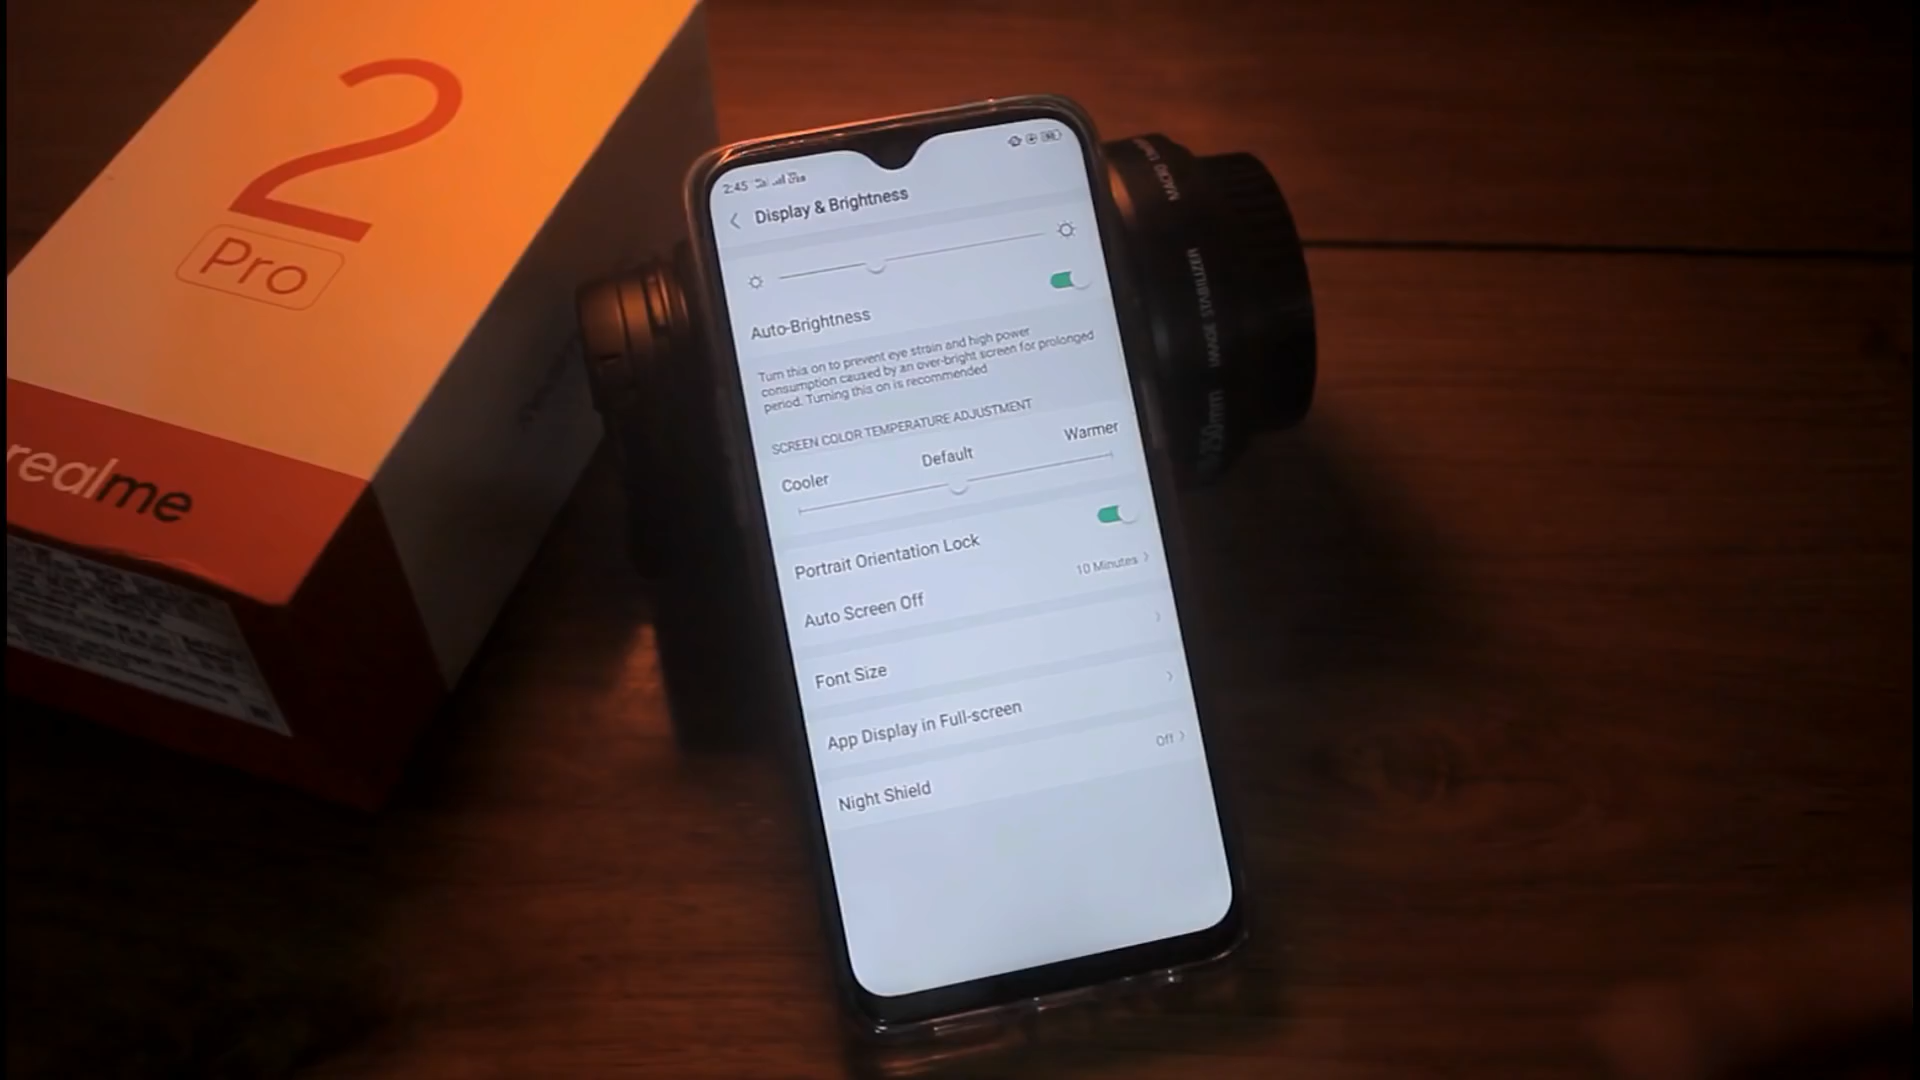 2
Pro
realme
2:45
Display & Brightness
Auto-Brightness
Turn this on to prevent eye strain and high power
consumption caused by an over-bright screen for prolonged
period. Turning this on is recommended
SCREEN COLOR TEMPERATURE ADJUSTMENT
Cooler Default Warmer
Portrait Orientation Lock
Auto Screen Off 10 Minutes
Font Size
App Display in Full-screen
Night Shield Off
MACRO
IMAGE STABILIZER
250mm